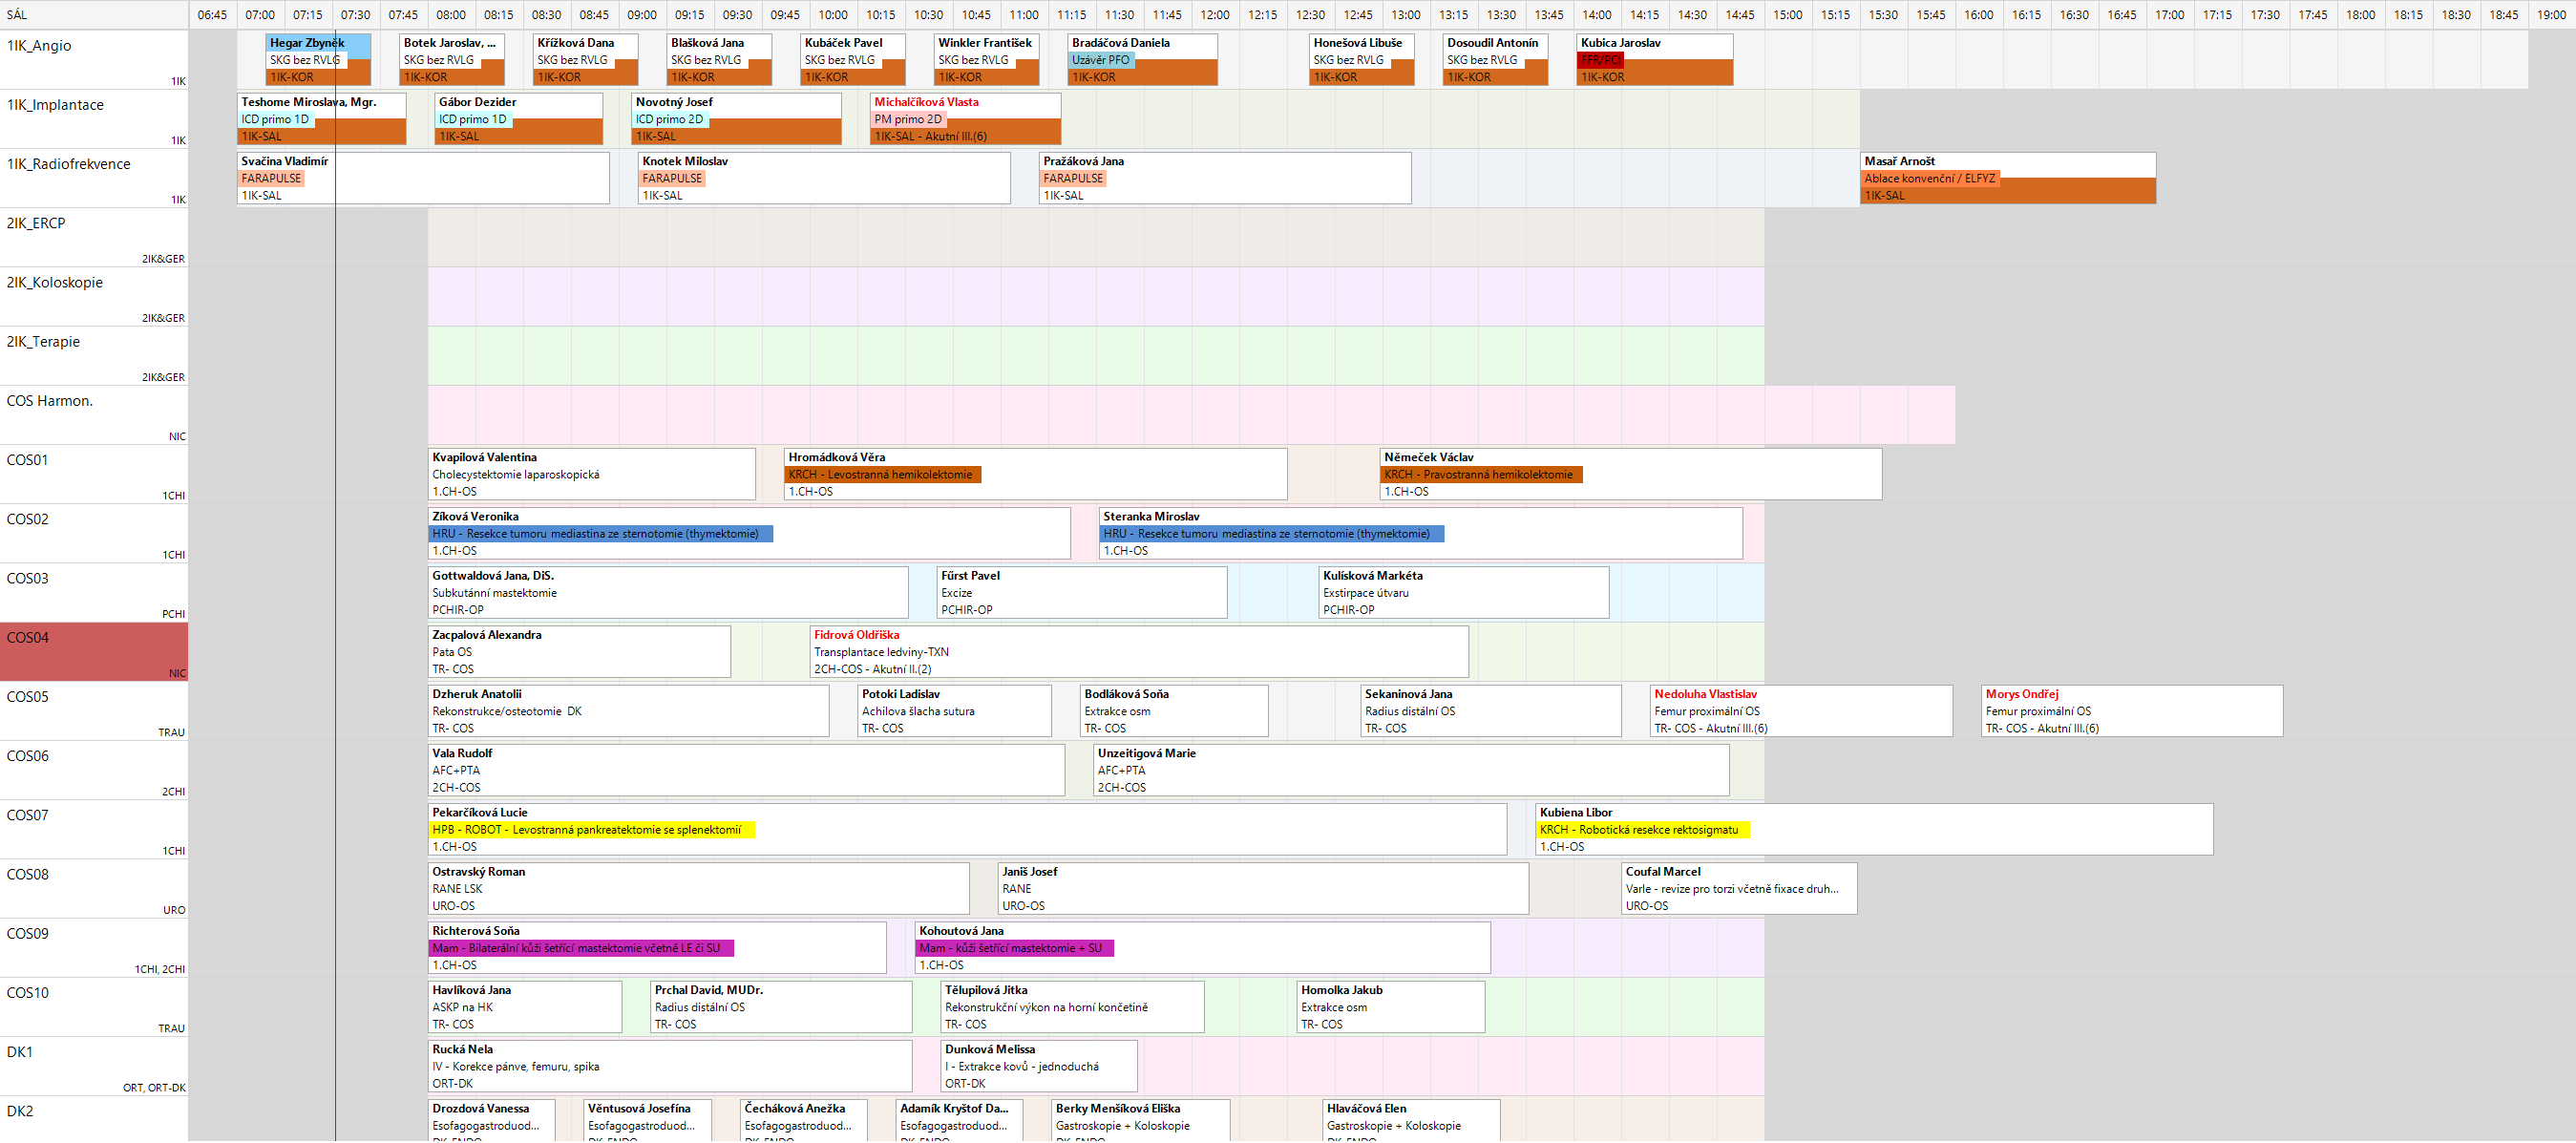 SÁL 06:45 07:00 07:15 07:30 07:45 08:00 08:15 08:30 08:45 09:00 09:15 09:30 09:45 10:00 10:15 10:30 10:45 11:00 11:15 11:30 11:45 12:00 12:15 12:30 12:45 13:00 13:15 13:30 13:45 14:00 14:15 14:30 14:45 15:00 15:15 15:30 15:45 16:00 16:15 16:30 16:45 17:00 17:15 17:30 17:45 18:00 18:15 18:30 18:45 19:00
1IK_Angio
1IK
Hegar Zbyněk
SKG bez RVLG
1IK-KOR
Botek Jaroslav, ...
SKG bez RVLG
1IK-KOR
Křížková Dana
SKG bez RVLG
1IK-KOR
Blašková Jana
SKG bez RVLG
1IK-KOR
Kubáček Pavel
SKG bez RVLG
1IK-KOR
Winkler František
SKG bez RVLG
1IK-KOR
Bradáčová Daniela
Uzávěr PFO
1IK-KOR
Honešová Libuše
SKG bez RVLG
1IK-KOR
Dosoudil Antonín
SKG bez RVLG
1IK-KOR
Kubica Jaroslav
FFR/PCI
1IK-KOR
1IK_Implantace
1IK
Teshome Miroslava, Mgr.
ICD primo 1D
1IK-SAL
Gábor Dezider
ICD primo 1D
1IK-SAL
Novotný Josef
ICD primo 2D
1IK-SAL
Michalčíková Vlasta
PM primo 2D
1IK-SAL - Akutní III.(6)
1IK_Radiofrekvence
1IK
Svačina Vladimír
FARAPULSE
1IK-SAL
Knotek Miloslav
FARAPULSE
1IK-SAL
Pražáková Jana
FARAPULSE
1IK-SAL
Masař Arnošt
Ablace konvenční / ELFYZ
1IK-SAL
2IK_ERCP
2IK&GER
2IK_Koloskopie
2IK&GER
2IK_Terapie
2IK&GER
COS Harmon.
NIC
COS01
1CHI
Kvapilová Valentina
Cholecystektomie laparoskopická
1.CH-OS
Hromádková Věra
KRCH - Levostranná hemikolektomie
1.CH-OS
Němeček Václav
KRCH - Pravostranná hemikolektomie
1.CH-OS
COS02
1CHI
Zíková Veronika
HRU - Resekce tumoru mediastina ze sternotomie (thymektomie)
1.CH-OS
Steranka Miroslav
HRU - Resekce tumoru mediastina ze sternotomie (thymektomie)
1.CH-OS
COS03
PCHI
Gottwaldová Jana, DiS.
Subkutánní mastektomie
PCHIR-OP
Fűrst Pavel
Excize
PCHIR-OP
Kulísková Markéta
Exstirpace útvaru
PCHIR-OP
COS04
NIC
Zacpalová Alexandra
Pata OS
TR- COS
Fidrová Oldřiška
Transplantace ledviny-TXN
2CH-COS - Akutní II.(2)
COS05
TRAU
Dzheruk Anatolii
Rekonstrukce/osteotomie DK
TR- COS
Potoki Ladislav
Achilova šlacha sutura
TR- COS
Bodláková Soňa
Extrakce osm
TR- COS
Sekaninová Jana
Radius distální OS
TR- COS
Nedoluha Vlastislav
Femur proximální OS
TR- COS - Akutní III.(6)
Morys Ondřej
Femur proximální OS
TR- COS - Akutní III.(6)
COS06
2CHI
Vala Rudolf
AFC+PTA
2CH-COS
Unzeitigová Marie
AFC+PTA
2CH-COS
COS07
1CHI
Pekarčíková Lucie
HPB - ROBOT - Levostranná pankreatektomie se splenektomií
1.CH-OS
Kubiena Libor
KRCH - Robotická resekce rektosigmatu
1.CH-OS
COS08
URO
Ostravský Roman
RANE LSK
URO-OS
Janiš Josef
RANE
URO-OS
Coufal Marcel
Varle - revize pro torzi včetně fixace druh...
URO-OS
COS09
1CHI, 2CHI
Richterová Soňa
Mam - Bilaterální kůži šetřící mastektomie včetně LE či SU
1.CH-OS
Kohoutová Jana
Mam - kůži šetřící mastektomie + SU
1.CH-OS
COS10
TRAU
Havlíková Jana
ASKP na HK
TR- COS
Prchal David, MUDr.
Radius distální OS
TR- COS
Tělupilová Jitka
Rekonstrukční výkon na horní končetině
TR- COS
Homolka Jakub
Extrakce osm
TR- COS
DK1
ORT, ORT-DK
Rucká Nela
IV - Korekce pánve, femuru, spika
ORT-DK
Dunková Melissa
I - Extrakce kovů - jednoduchá
ORT-DK
DK2
Drozdová Vanessa
Esofagogastroduod...
DK-ENDO
Věntusová Josefína
Esofagogastroduod...
DK-ENDO
Čecháková Anežka
Esofagogastroduod...
DK-ENDO
Adamík Kryštof Da...
Esofagogastroduod...
DK-ENDO
Berky Menšíková Eliška
Gastroskopie + Koloskopie
DK-ENDO
Hlaváčová Elen
Gastroskopie + Koloskopie
DK-ENDO